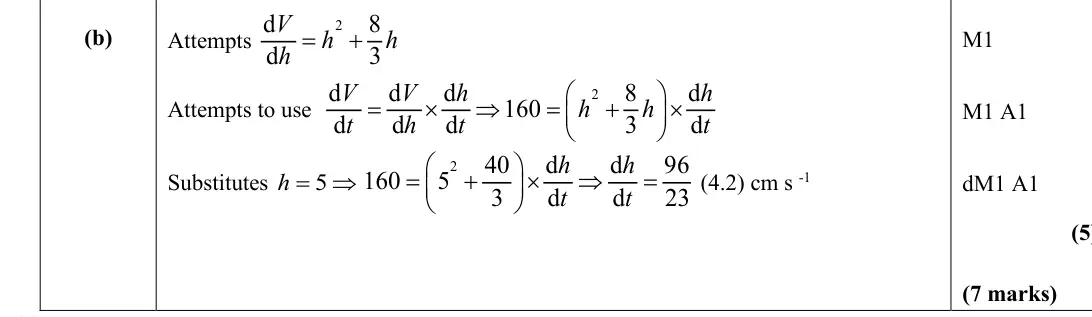 (b) Attempts dV/dh = h² + 8/3 h M1
Attempts to use dV/dt = dV/dh × dh/dt ⇒ 160 = (h² + 8/3 h) × dh/dt M1 A1
Substitutes h = 5 ⇒ 160 = (5² + 40/3) × dh/dt ⇒ dh/dt = 96/23 (4.2) cm s⁻¹ dM1 A1
(5)
(7 marks)